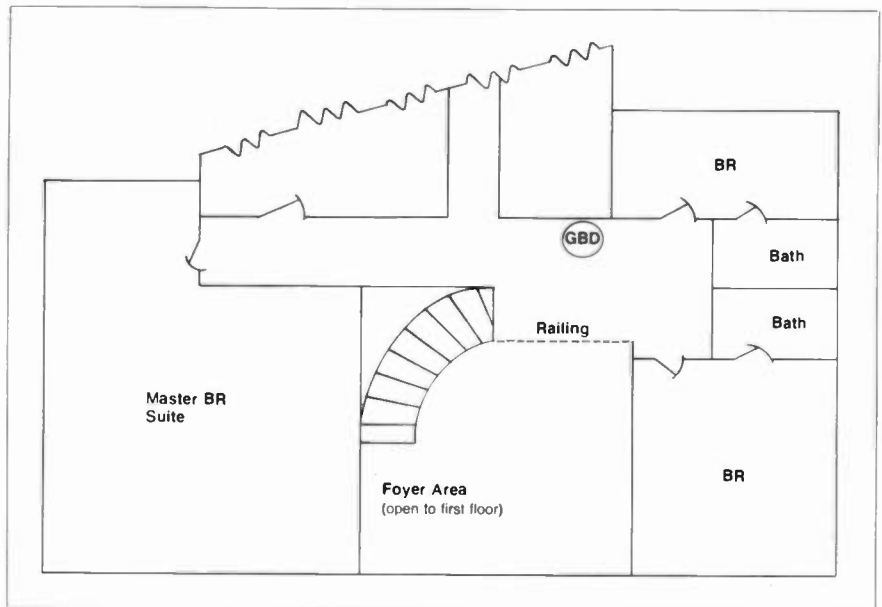 BR
GBD
Bath
Railing
Bath
Master BR
Suite
BR
Foyer Area
(open to first floor)